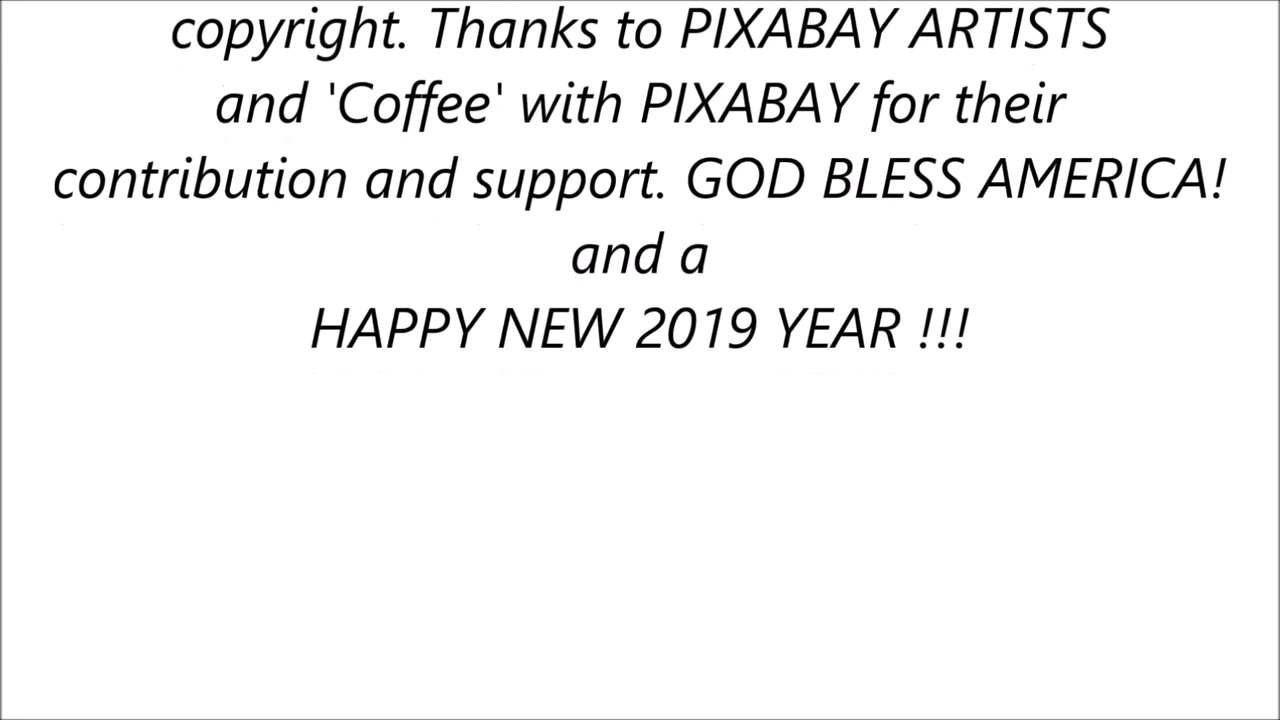 copyright. Thanks to PIXABAY ARTISTS
and 'Coffee' with PIXABAY for their
contribution and support. GOD BLESS AMERICA!
and a
HAPPY NEW 2019 YEAR !!!